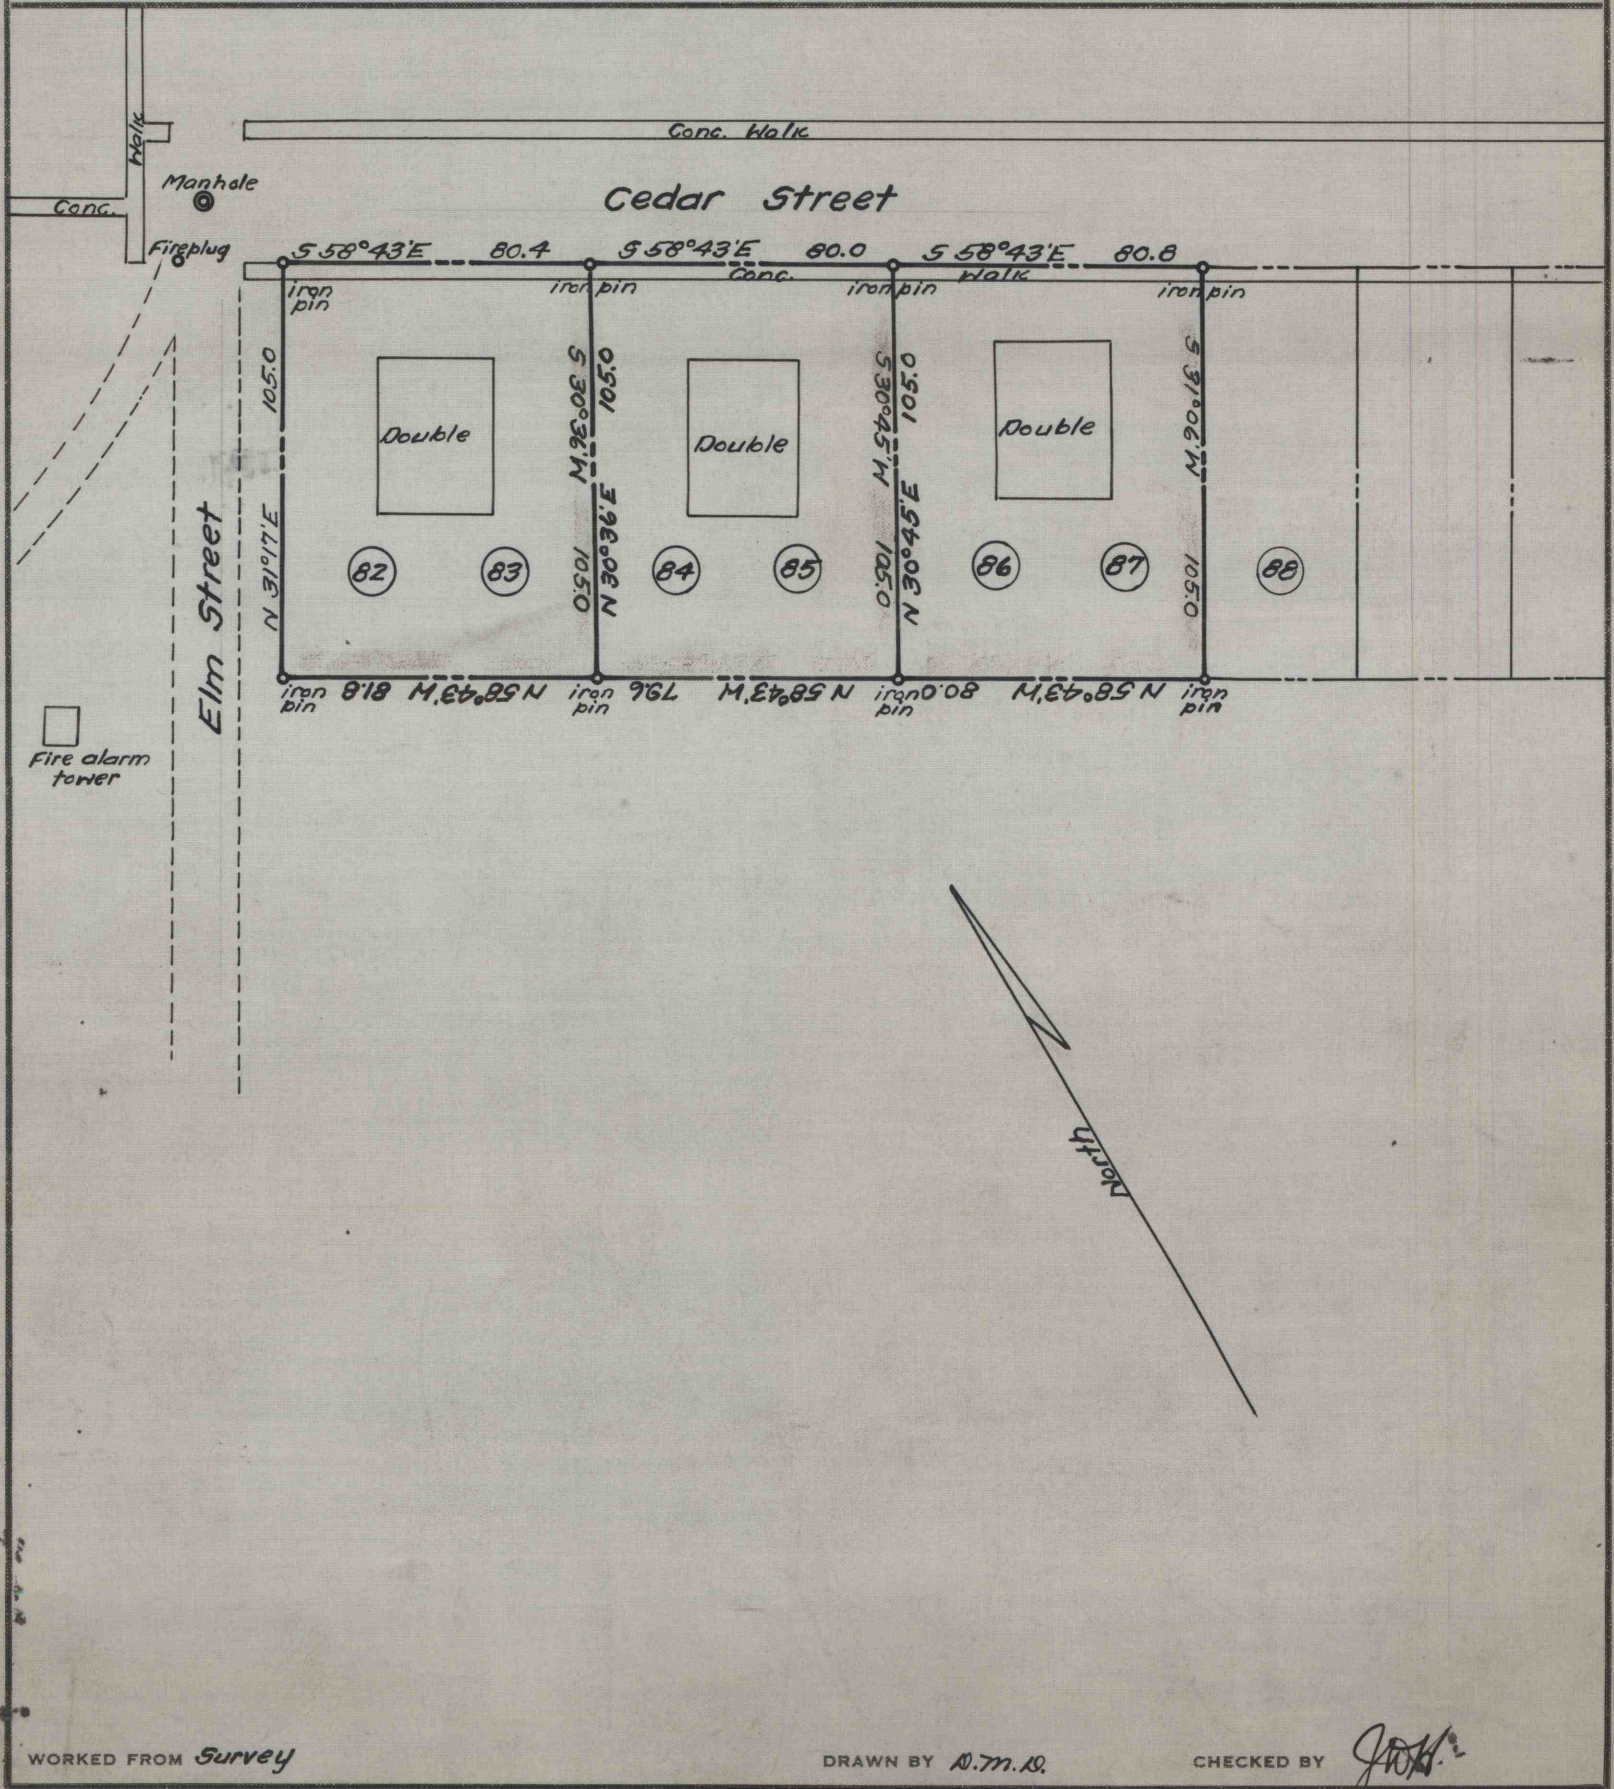 Walk
Conc. Walk
Manhole
Conc.
Cedar Street
Fireplug
S 58°43'E 80.4
S 58°43'E 80.0
S 58°43'E 80.8
Conc. Walk
iron
pin
iron pin
iron pin
iron pin
N 31°17'E 105.0
S 30°36'W 105.0
N 30°36'E 105.0
S 30°45'W 105.0
N 30°45'E 105.0
S 31°06'W 105.0
Double
Double
Double
82
83
84
85
86
87
88
Elm Street
iron
pin
N 58°43'W 81.8
iron
pin
N 58°43'W 79.6
iron
pin
N 58°43'W 80.0
iron
pin
Fire alarm
tower
North
WORKED FROM Survey
DRAWN BY D.M.D.
CHECKED BY JWH.